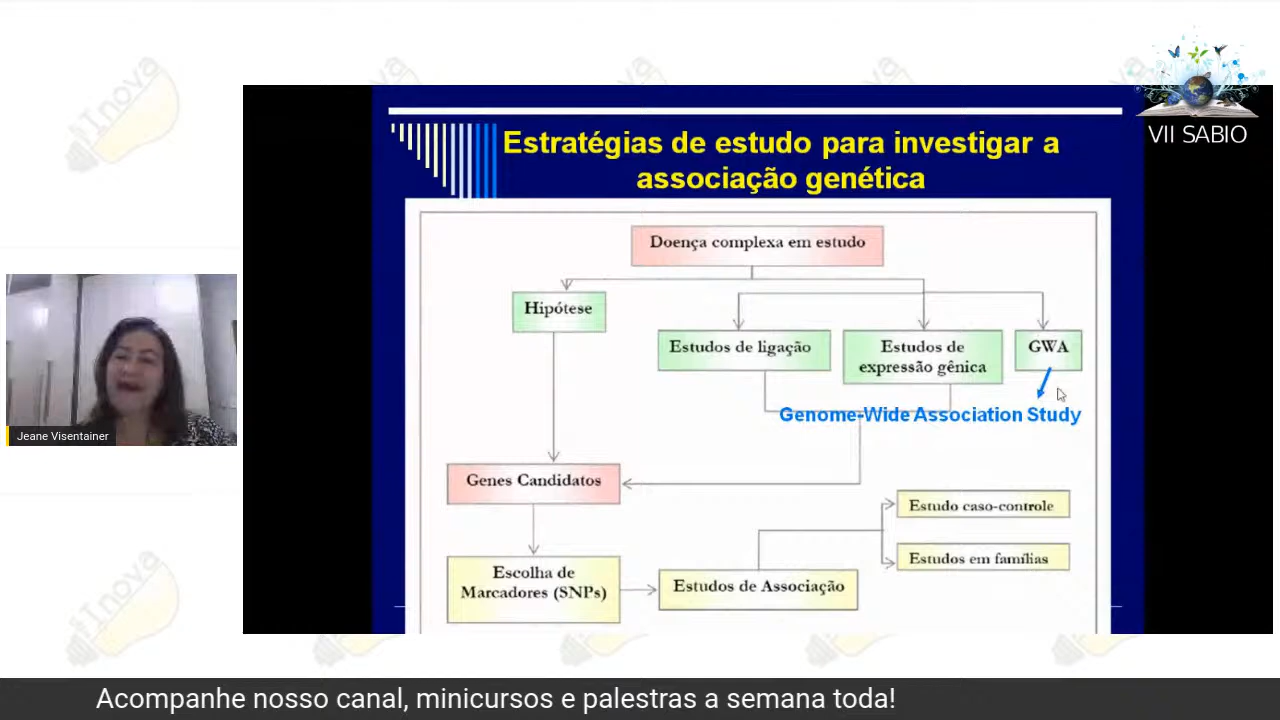 VII SABIO
Estratégias de estudo para investigar a
associação genética
Doença complexa em estudo
Hipótese
Estudos de ligação
Estudos de
expressão gênica
GWA
Genome-Wide Association Study
Genes Candidatos
Escolha de
Marcadores (SNPs)
Estudos de Associação
Estudo caso-controle
Estudos em famílias
Jeane Visentainer
Acompanhe nosso canal, minicursos e palestras a semana toda!